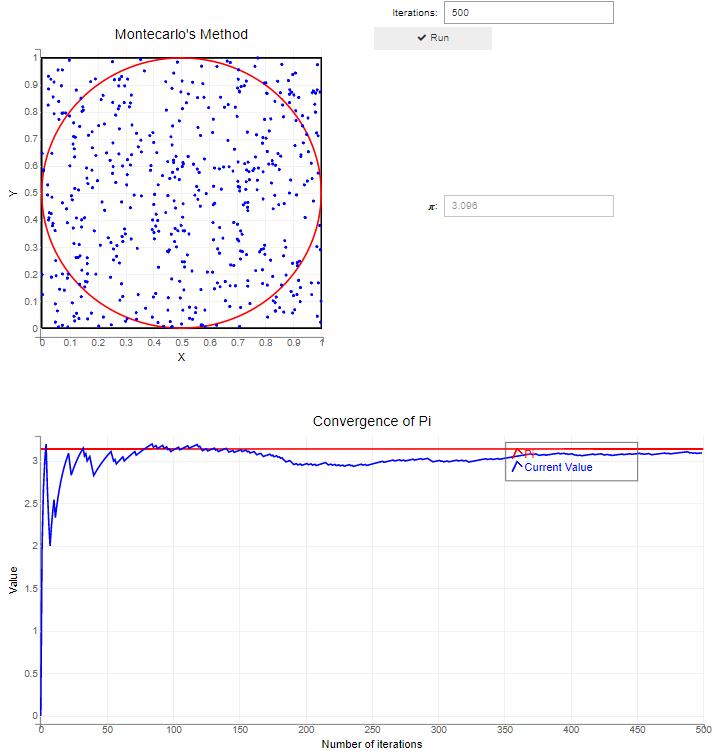 Iterations: 500
✔ Run
Montecarlo's Method
1
0.9
0.8
0.7
0.6
0.5
0.4
0.3
0.2
0.1
0
Y
0 0.1 0.2 0.3 0.4 0.5 0.6 0.7 0.8 0.9 1
X
π: 3.096
Convergence of Pi
Pi
Current Value
3
2.5
2
1.5
1
0.5
0
Value
0 50 100 150 200 250 300 350 400 450 500
Number of iterations